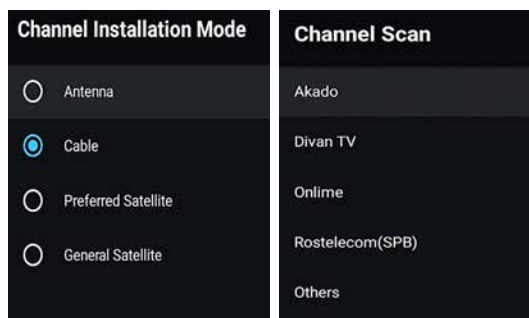 Channel Installation Mode
Antenna
Cable
Preferred Satellite
General Satellite
Channel Scan
Akado
Divan TV
Onlime
Rostelecom(SPB)
Others